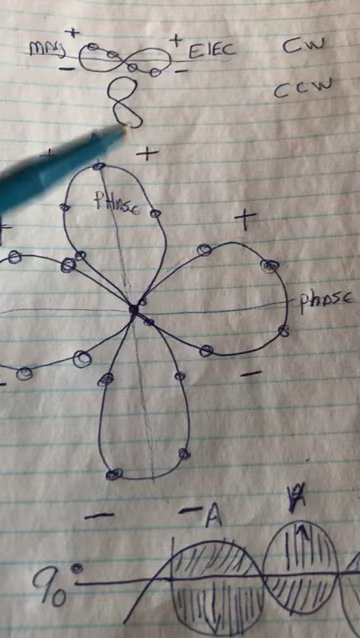 MAG + + ELEC CW
- -
CCW
+ +
PHASE
+ +
phase
- -
- -A A
90°